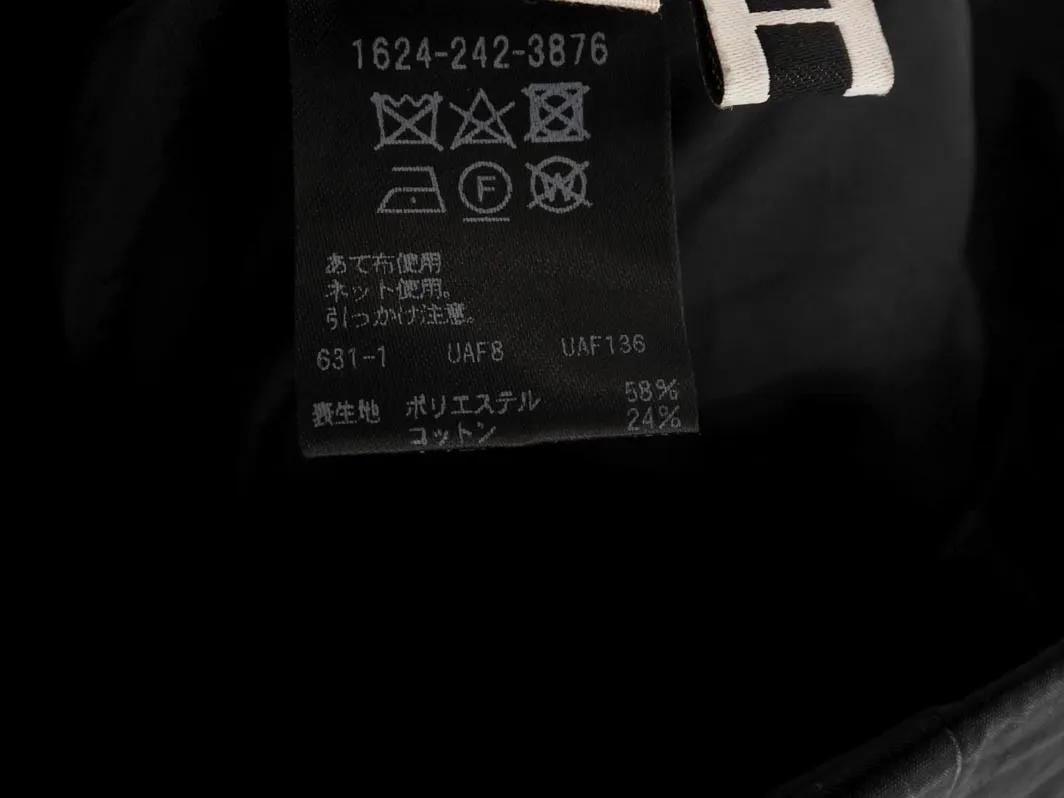 1624-242-3876
F
W
あて布使用
ネット使用。
引っかけ注意。
631-1 UAF8 UAF136
表生地 ポリエステル 58%
コットン 24%
H